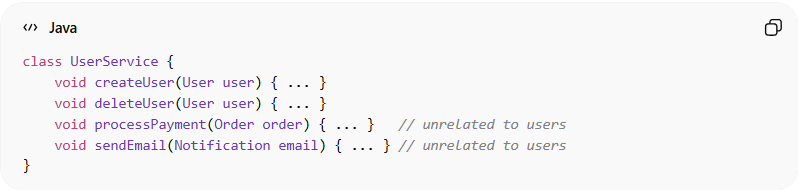 </> Java
class UserService {
    void createUser(User user) { ... }
    void deleteUser(User user) { ... }
    void processPayment(Order order) { ... }   // unrelated to users
    void sendEmail(Notification email) { ... } // unrelated to users
}